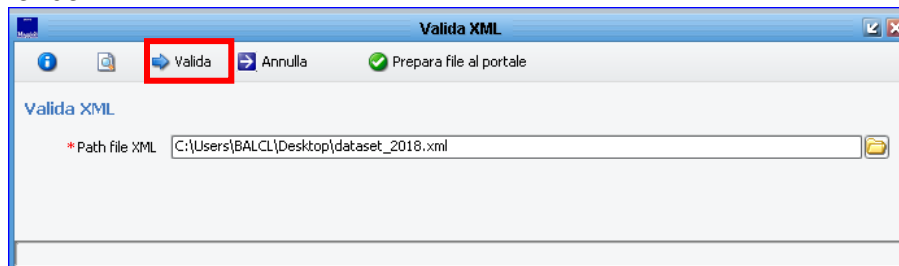 Valida XML
Valida Annulla Prepara file al portale
Valida XML
*Path file XML C:\Users\BALCL\Desktop\dataset_2018.xml